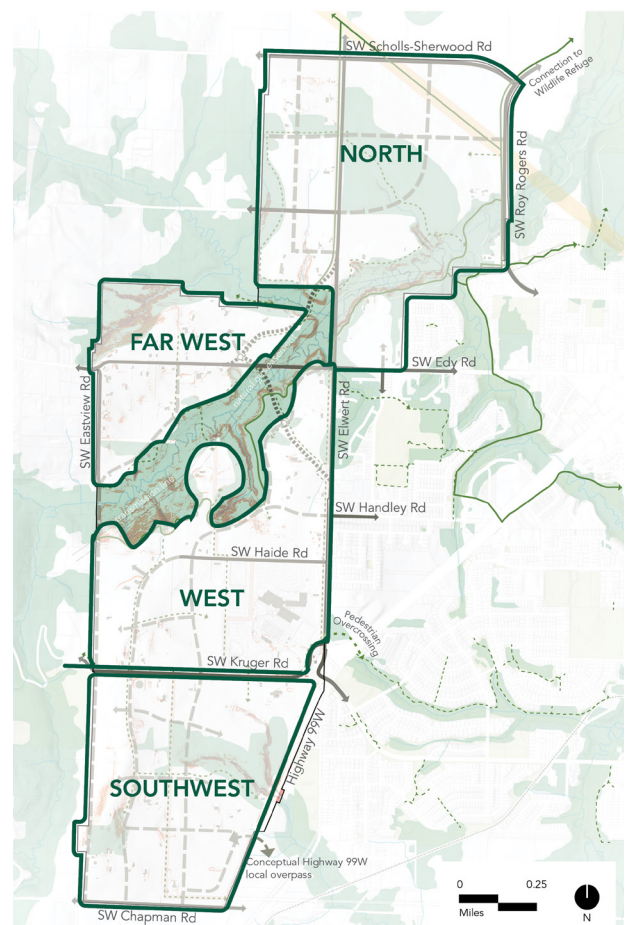 SW Scholls-Sherwood Rd
Connection to
Wildlife Refuge
NORTH
SW Roy Rogers Rd
FAR WEST
SW Edy Rd
SW Eastview Rd
SW Elwert Rd
SW Handley Rd
SW Haide Rd
WEST
Pedestrian
Overcrossing
SW Kruger Rd
Highway 99W
SOUTHWEST
Conceptual Highway 99W
local overpass
SW Chapman Rd
0
0.25
Miles
N